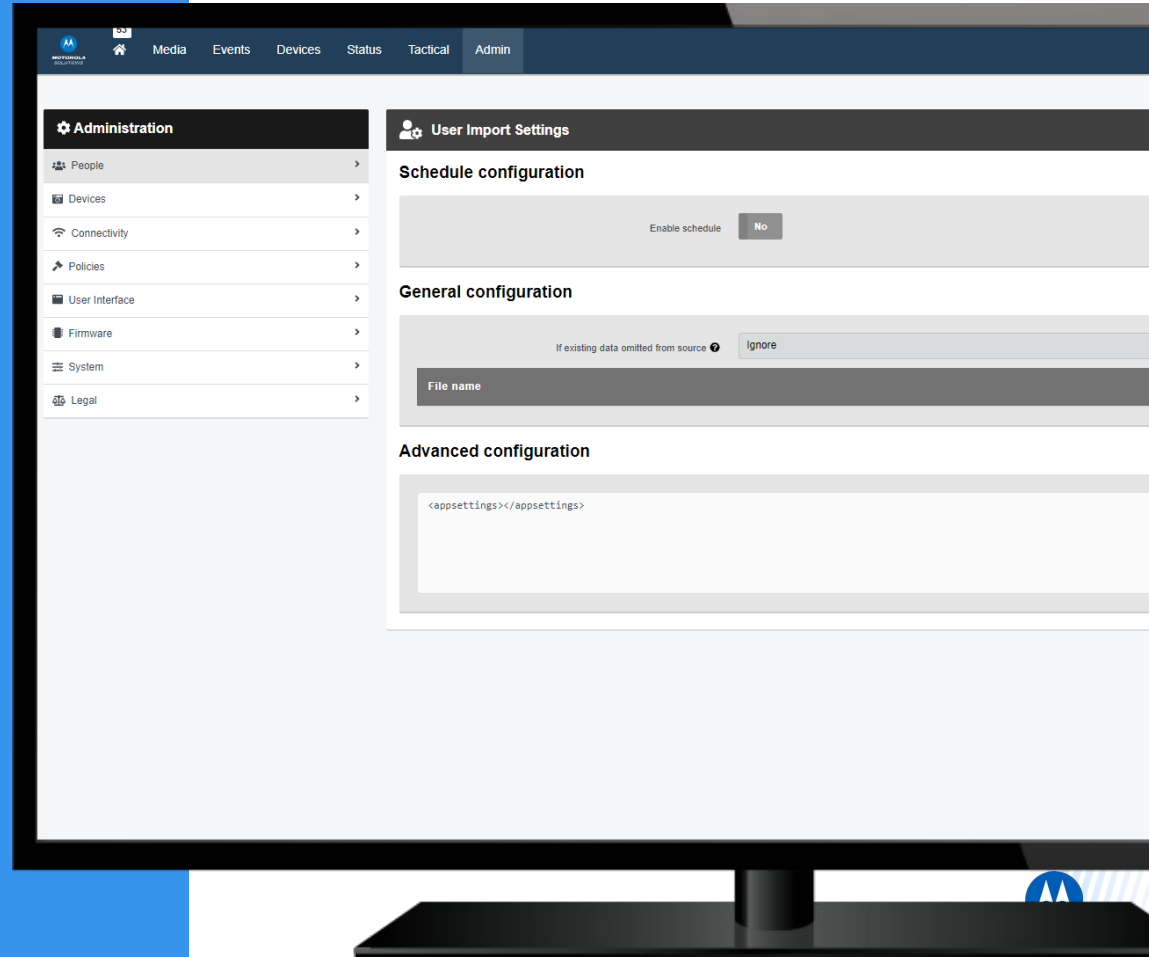 53
MOTOROLA
SOLUTIONS
Media Events Devices Status Tactical Admin
Administration
People
Devices
Connectivity
Policies
User Interface
Firmware
System
Legal
User Import Settings
Schedule configuration
Enable schedule No
General configuration
If existing data omitted from source ? Ignore
File name
Advanced configuration
<appsettings></appsettings>